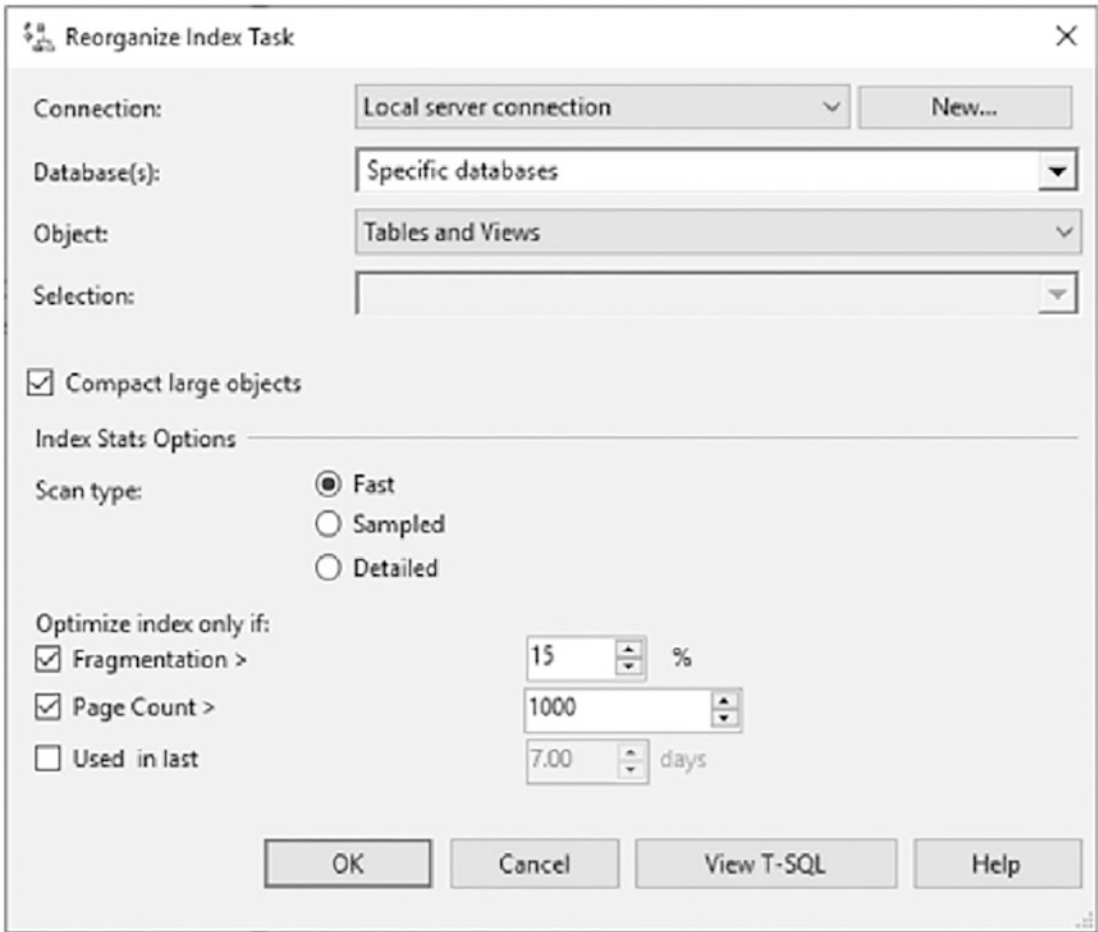 Reorganize Index Task
Connection: Local server connection New...
Database(s): Specific databases
Object: Tables and Views
Selection:
Compact large objects
Index Stats Options
Scan type: Fast
Sampled
Detailed
Optimize index only if:
Fragmentation > 15 %
Page Count > 1000
Used in last 7.00 days
OK Cancel View T-SQL Help